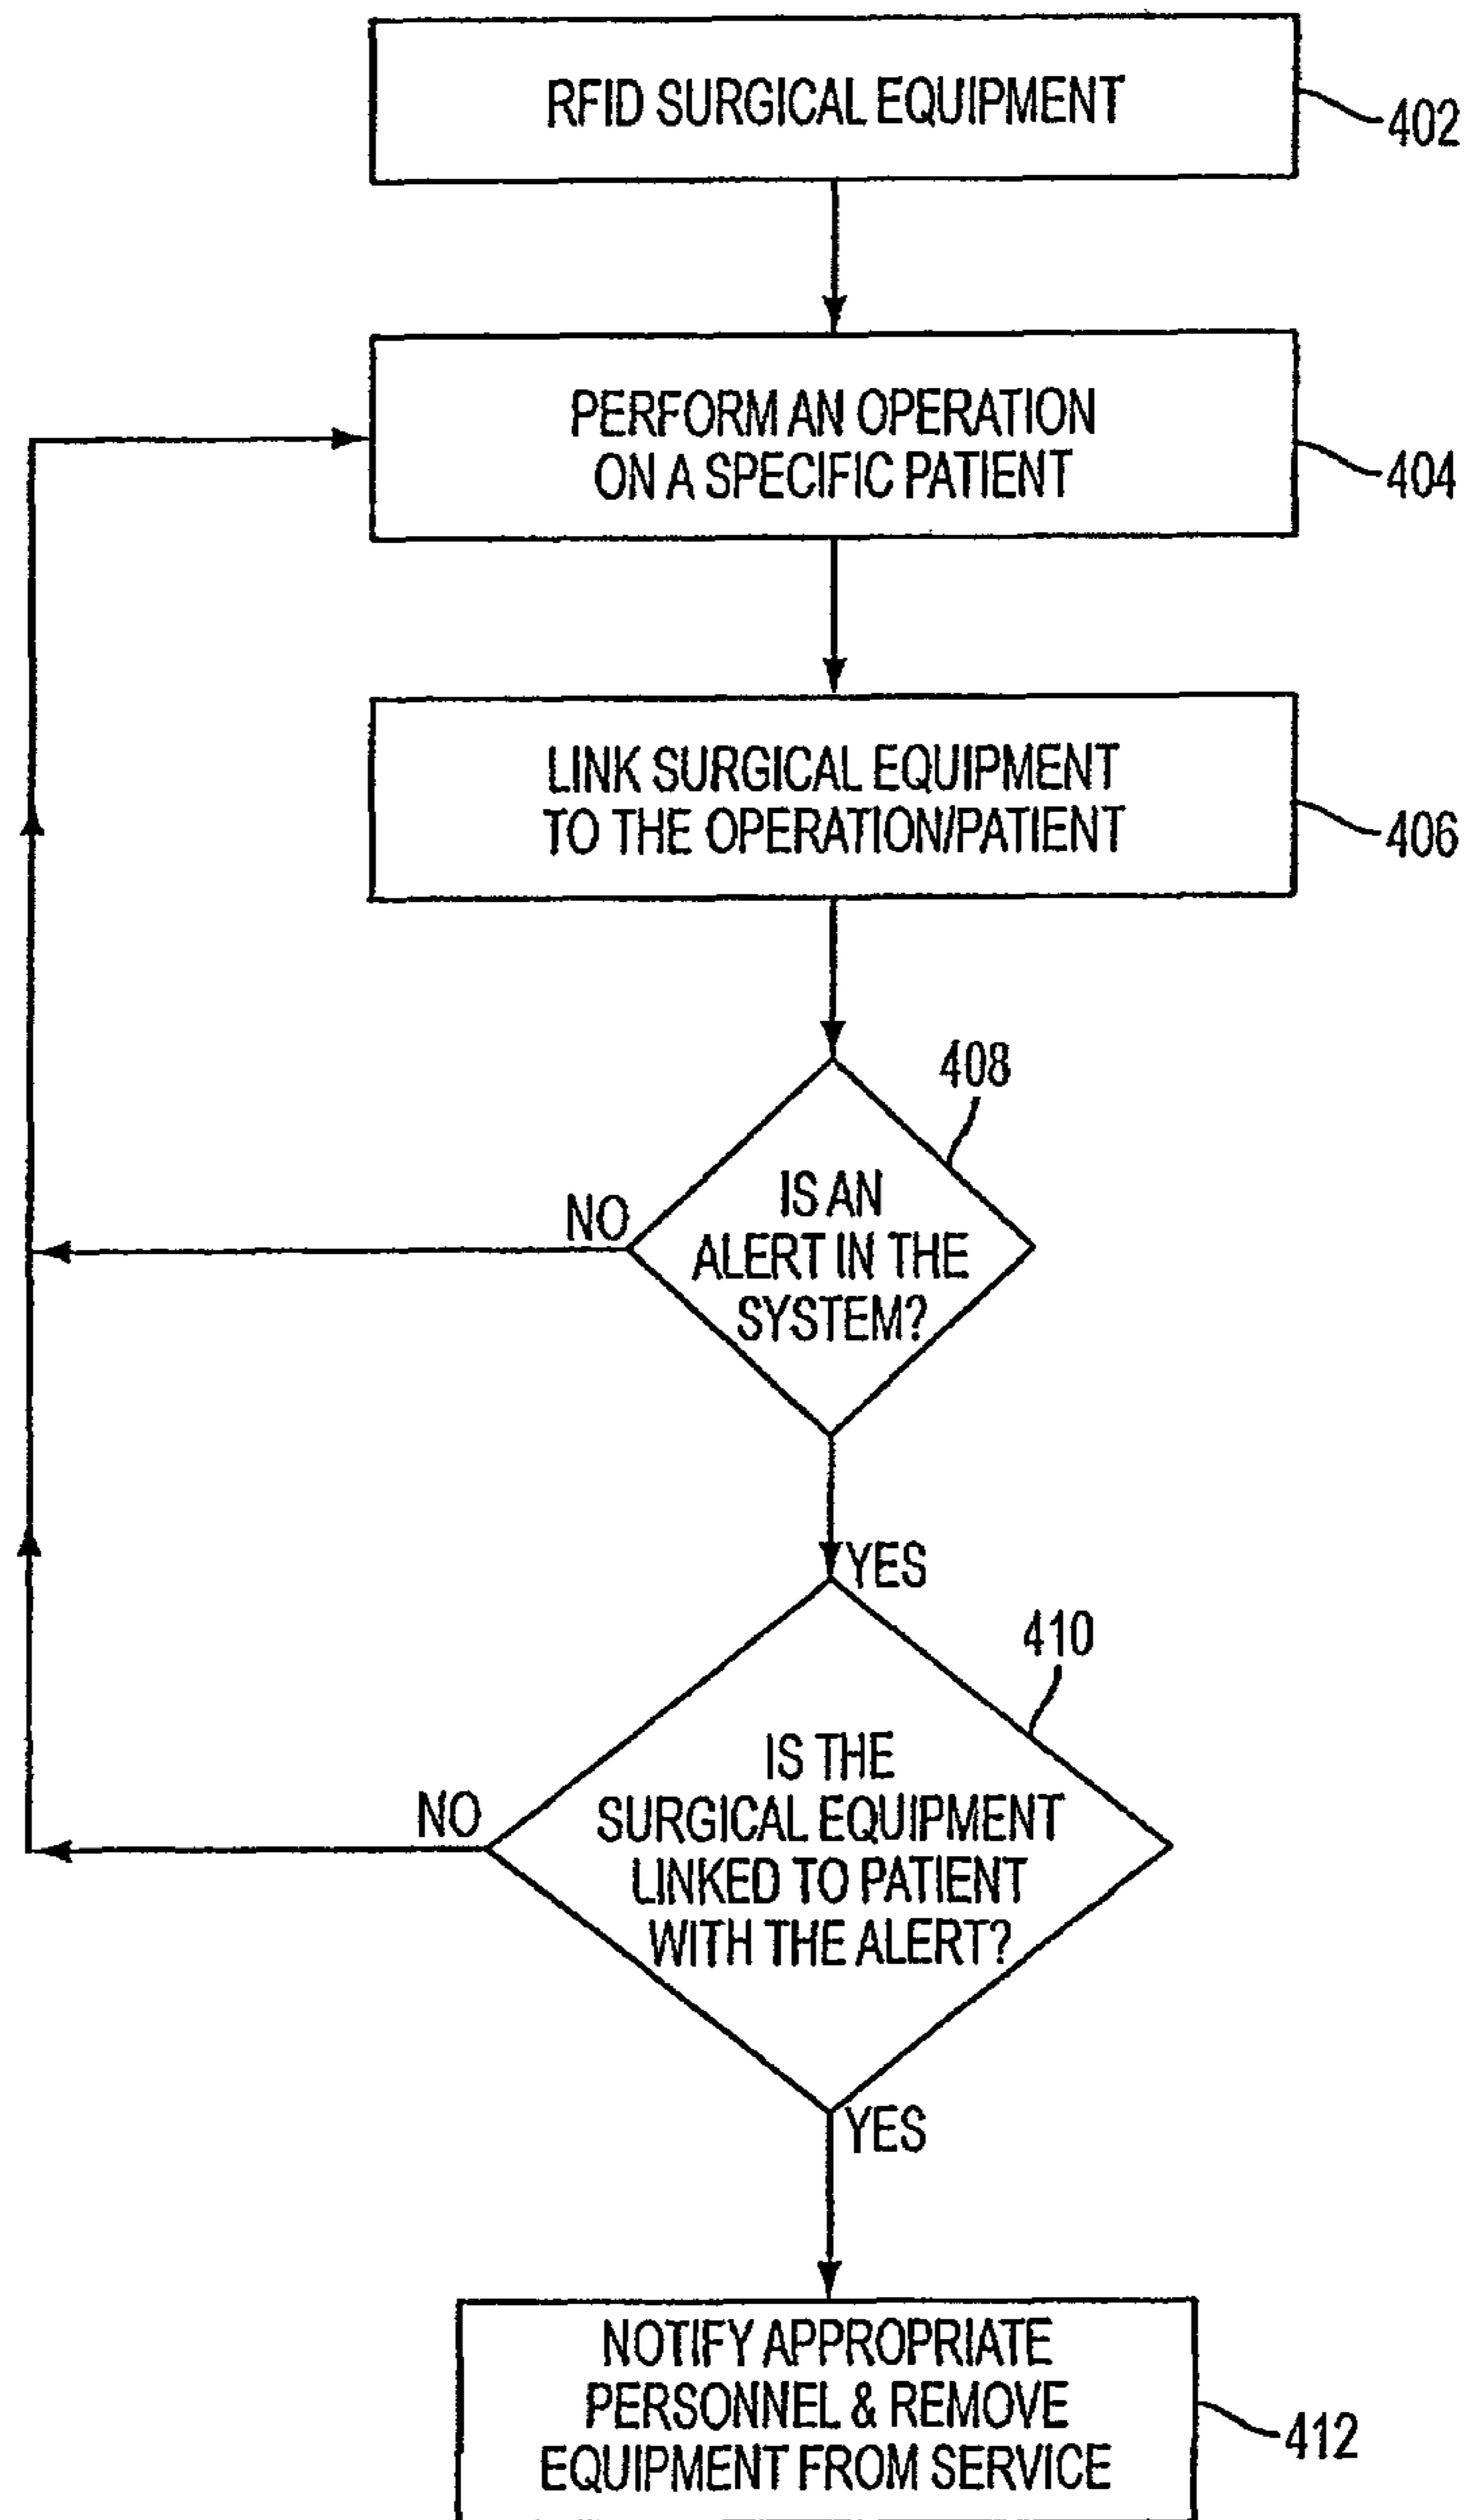 RFID SURGICAL EQUIPMENT
402
PERFORM AN OPERATION
ON A SPECIFIC PATIENT
404
LINK SURGICAL EQUIPMENT
TO THE OPERATION/PATIENT
406
408
NO
IS AN
ALERT IN THE
SYSTEM?
YES
410
NO
IS THE
SURGICAL EQUIPMENT
LINKED TO PATIENT
WITH THE ALERT?
YES
NOTIFY APPROPRIATE
PERSONNEL & REMOVE
EQUIPMENT FROM SERVICE
412